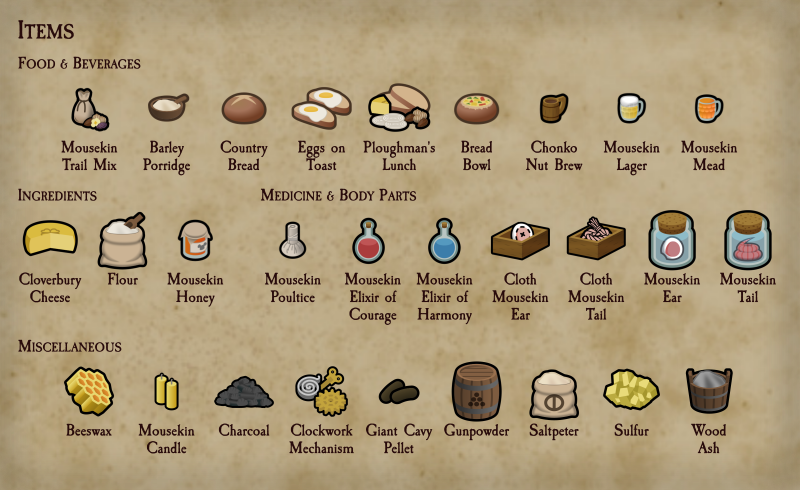 Items
Food & Beverages
Mousekin Trail Mix
Barley Porridge
Country Bread
Eggs on Toast
Ploughman's Lunch
Bread Bowl
Chonko Nut Brew
Mousekin Lager
Mousekin Mead
Ingredients
Cloverbury Cheese
Flour
Mousekin Honey
Medicine & Body Parts
Mousekin Poultice
Mousekin Elixir of Courage
Mousekin Elixir of Harmony
Cloth Mousekin Ear
Cloth Mousekin Tail
Mousekin Ear
Mousekin Tail
Miscellaneous
Beeswax
Mousekin Candle
Charcoal
Clockwork Mechanism
Giant Cavy Pellet
Gunpowder
Saltpeter
Sulfur
Wood Ash